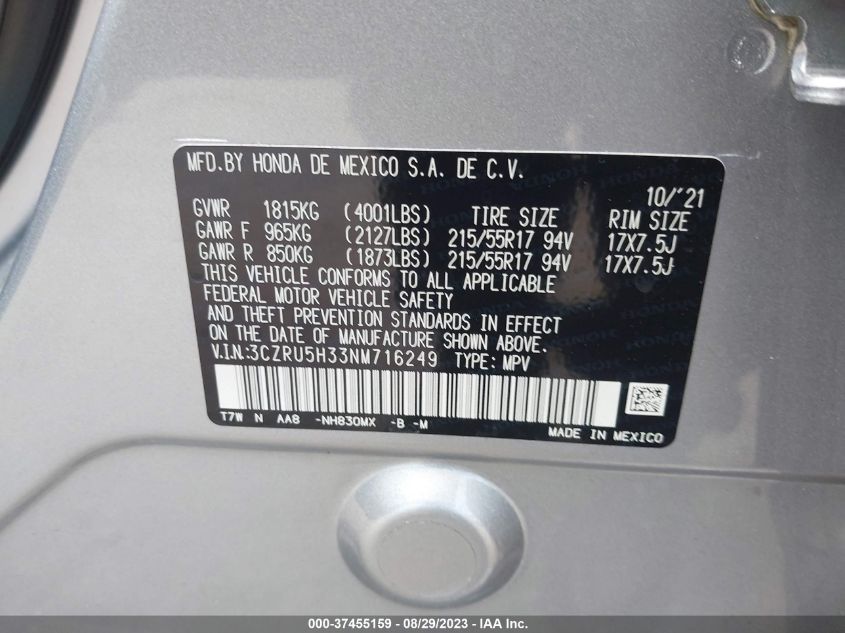 MFD.BY HONDA DE MEXICO S.A. DE C.V.
10/'21
GVWR 1815KG (4001LBS) TIRE SIZE RIM SIZE
GAWR F 965KG (2127LBS) 215/55R17 94V 17X7.5J
GAWR R 850KG (1873LBS) 215/55R17 94V 17X7.5J
THIS VEHICLE CONFORMS TO ALL APPLICABLE
FEDERAL MOTOR VEHICLE SAFETY
AND THEFT PREVENTION STANDARDS IN EFFECT
ON THE DATE OF MANUFACTURE SHOWN ABOVE.
V.I.N.:3CZRU5H33NM716249 TYPE: MPV
T7W N AA8 -NH830MX -B -M
MADE IN MEXICO
000-37455159 - 08/29/2023 - IAA Inc.